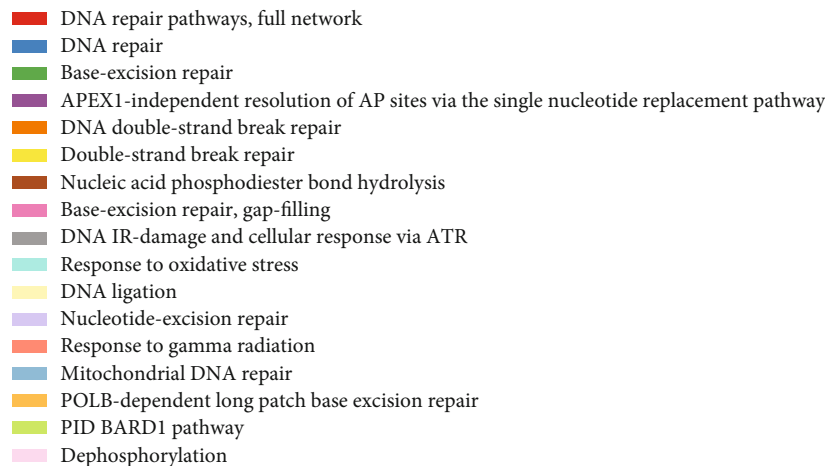 DNA repair pathways, full network
DNA repair
Base-excision repair
APEX1-independent resolution of AP sites via the single nucleotide replacement pathway
DNA double-strand break repair
Double-strand break repair
Nucleic acid phosphodiester bond hydrolysis
Base-excision repair, gap-filling
DNA IR-damage and cellular response via ATR
Response to oxidative stress
DNA ligation
Nucleotide-excision repair
Response to gamma radiation
Mitochondrial DNA repair
POLB-dependent long patch base excision repair
PID BARD1 pathway
Dephosphorylation